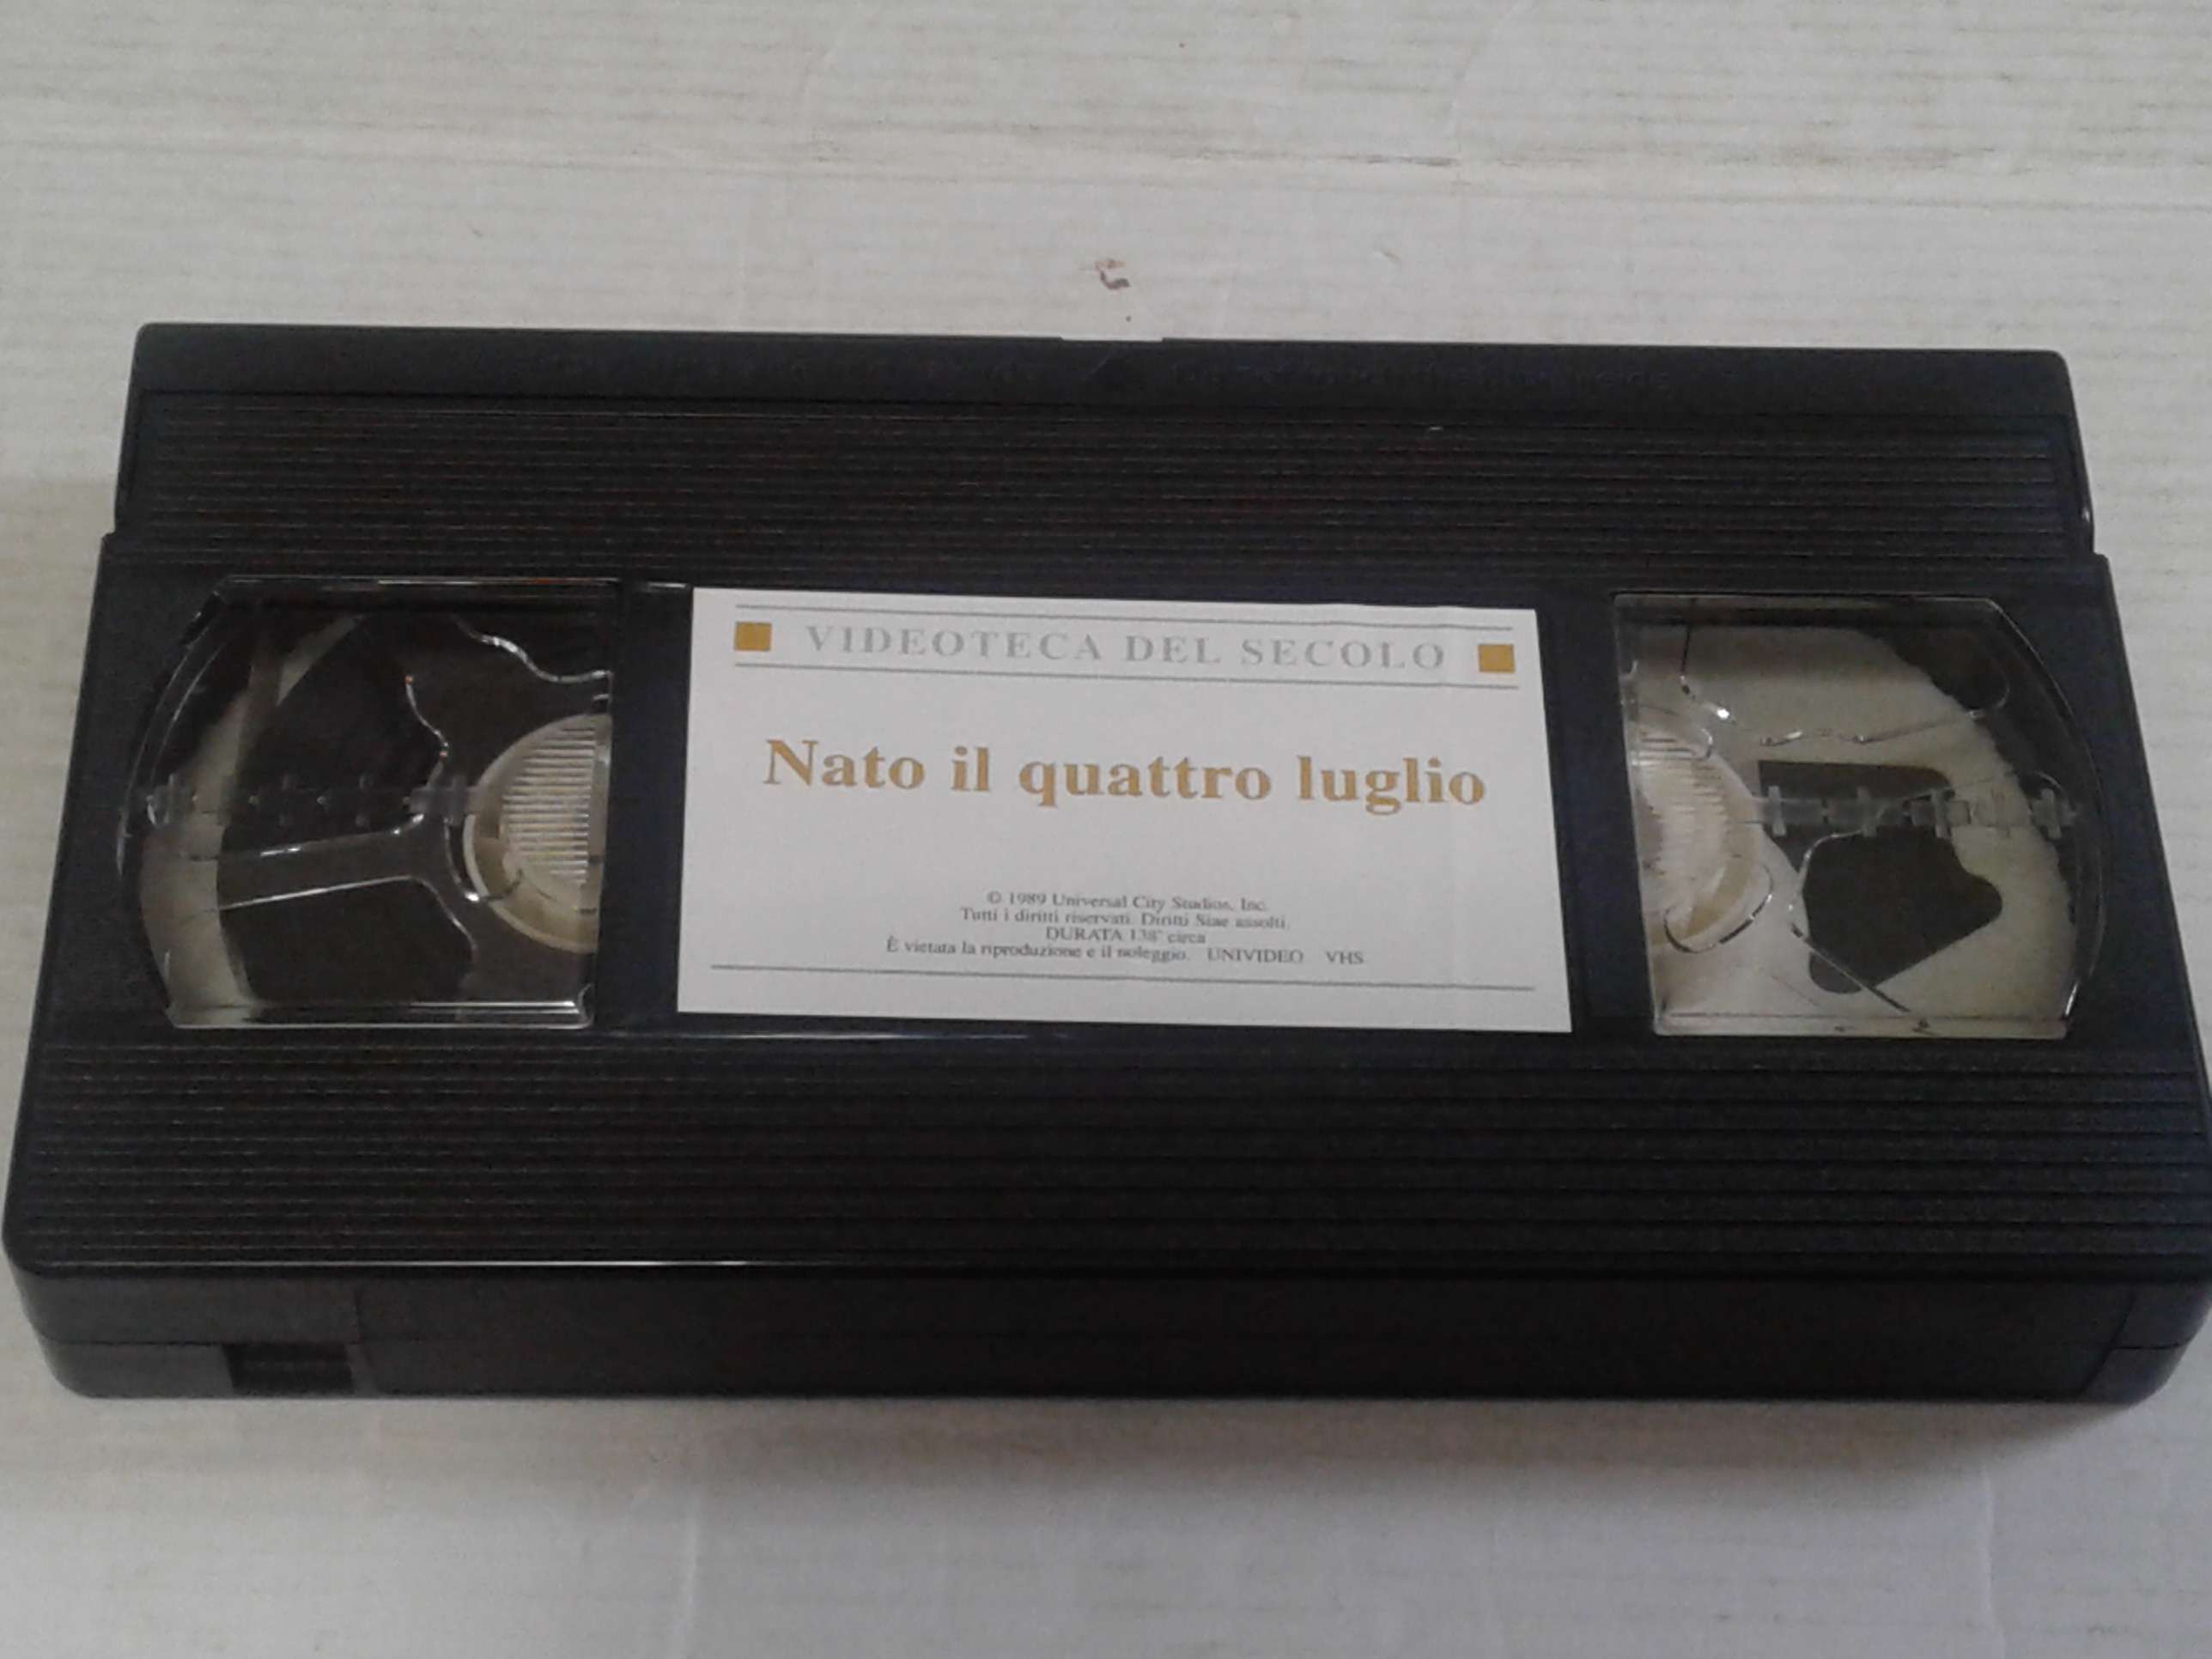 VIDEOTECA DEL SECOLO
Nato il quattro luglio
© 1989 Universal City Studios, Inc.
Tutti i diritti riservati. Diritti Siae assolti.
DURATA 138' circa
È vietata la riproduzione e il noleggio. UNIVIDEO VHS